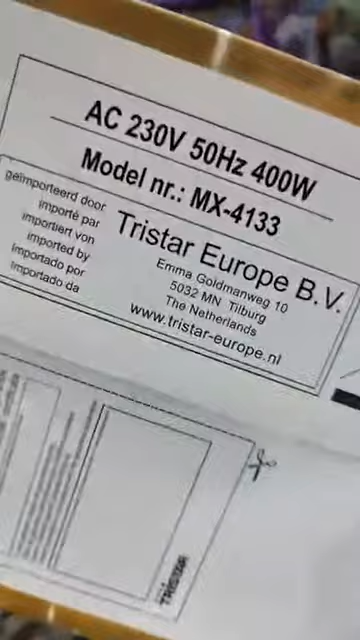 AC 230V 50Hz 400W
Model nr.: MX-4133
geïmporteerd door
importé par
importiert von
imported by
importado por
importado da
Tristar Europe B.V.
Emma Goldmanweg 10
5032 MN Tilburg
The Netherlands
www.tristar-europe.nl
TRISTAR